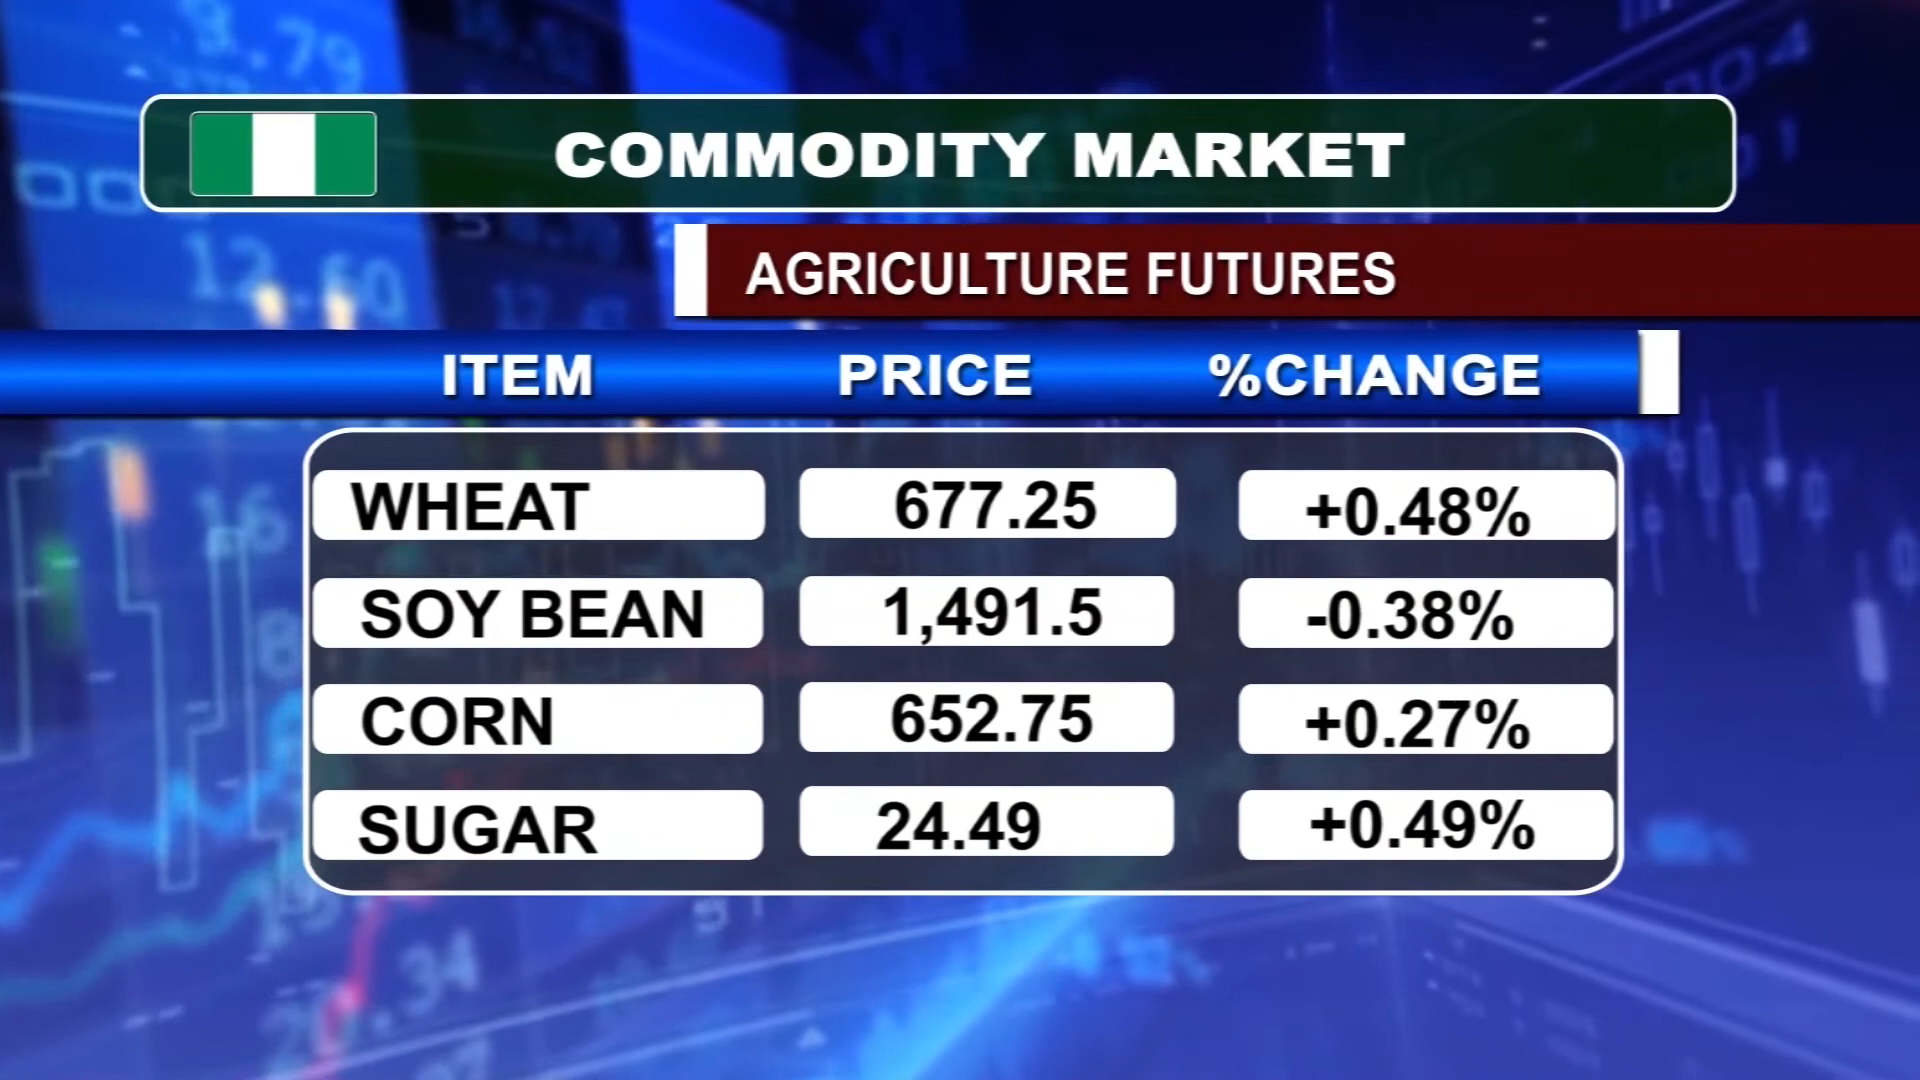 COMMODITY MARKET
AGRICULTURE FUTURES
ITEM PRICE %CHANGE
WHEAT 677.25 +0.48%
SOY BEAN 1,491.5 -0.38%
CORN 652.75 +0.27%
SUGAR 24.49 +0.49%